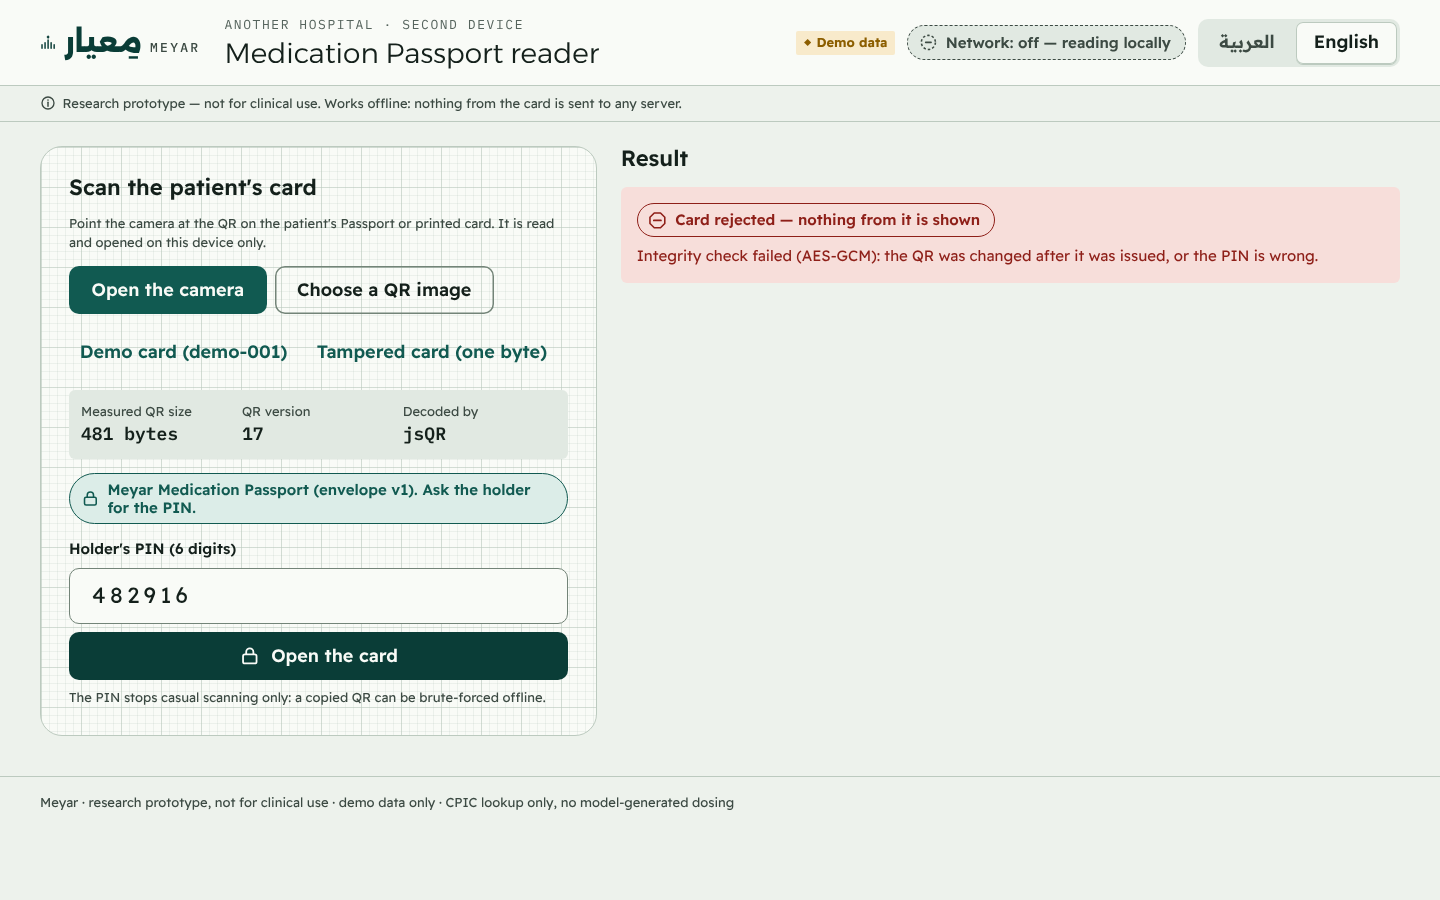 معيار MEYAR
ANOTHER HOSPITAL · SECOND DEVICE
Medication Passport reader
Demo data
Network: off — reading locally
العربية
English
Research prototype — not for clinical use. Works offline: nothing from the card is sent to any server.
Scan the patient's card
Point the camera at the QR on the patient's Passport or printed card. It is read
and opened on this device only.
Open the camera
Choose a QR image
Demo card (demo-001)
Tampered card (one byte)
Measured QR size
481 bytes
QR version
17
Decoded by
jsQR
Meyar Medication Passport (envelope v1). Ask the holder
for the PIN.
Holder's PIN (6 digits)
482916
Open the card
The PIN stops casual scanning only: a copied QR can be brute-forced offline.
Result
Card rejected — nothing from it is shown
Integrity check failed (AES-GCM): the QR was changed after it was issued, or the PIN is wrong.
Meyar · research prototype, not for clinical use · demo data only · CPIC lookup only, no model-generated dosing